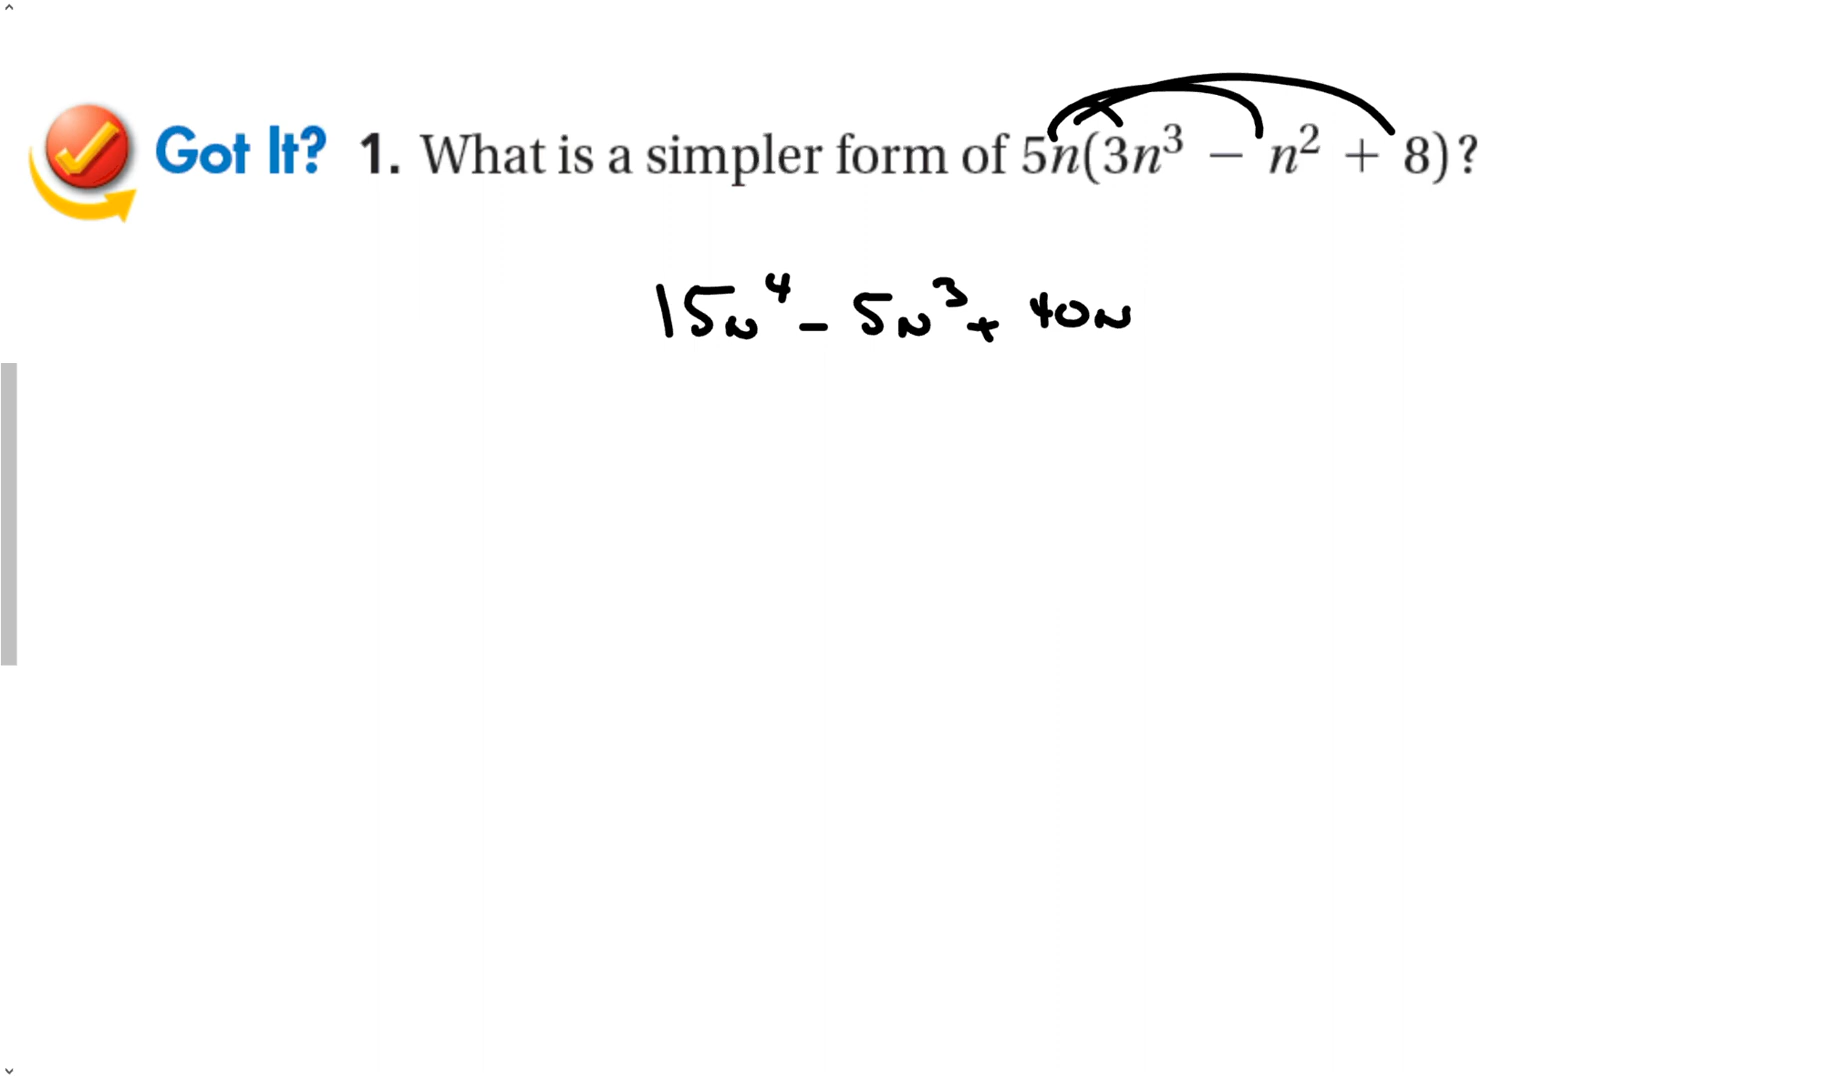 Got It? 1. What is a simpler form of 5n(3n³ − n² + 8)?
15n⁴ - 5n³ + 40n